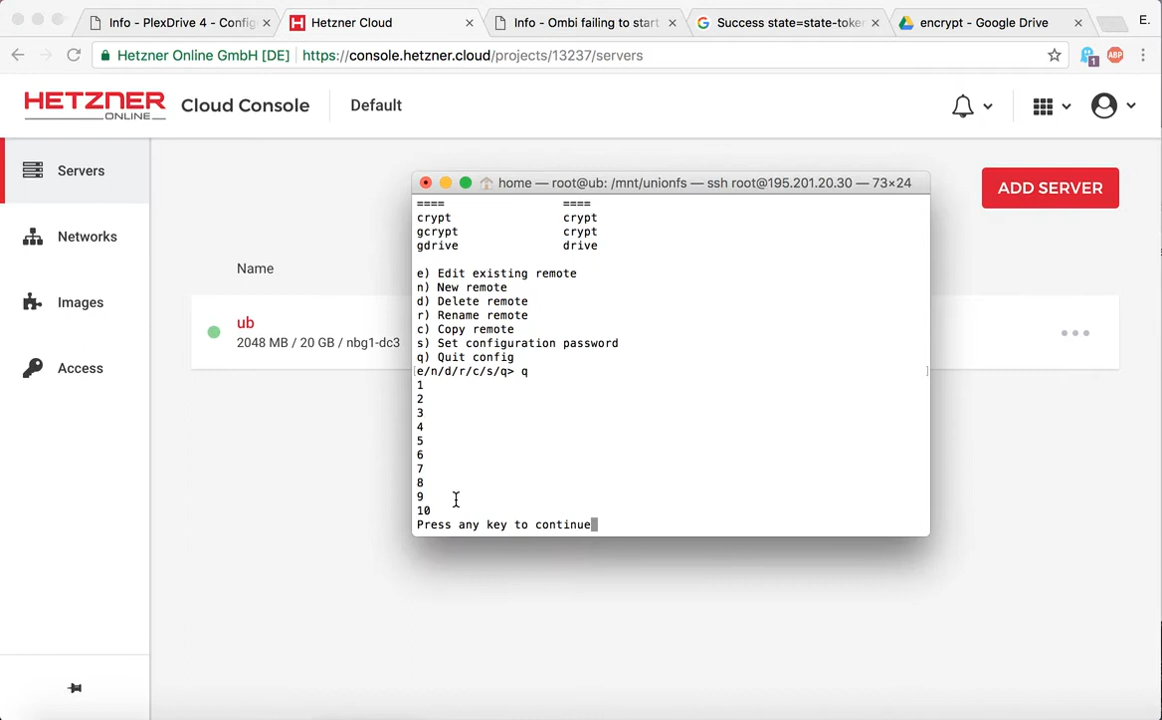 Info - PlexDrive 4 - Config
Hetzner Cloud
Info - Ombi failing to start
Success state=state-token
encrypt - Google Drive
E.
Hetzner Online GmbH [DE]
https://console.hetzner.cloud/projects/13237/servers
1
ABP
HETZNER
ONLINE
Cloud Console
Default
Servers
Networks
Images
Access
ADD SERVER
Name
ub
2048 MB / 20 GB / nbg1-dc3
home — root@ub: /mnt/unionfs — ssh root@195.201.20.30 — 73×24
==== ====
crypt crypt
gcrypt crypt
gdrive drive
e) Edit existing remote
n) New remote
d) Delete remote
r) Rename remote
c) Copy remote
s) Set configuration password
q) Quit config
e/n/d/r/c/s/q> q
1
2
3
4
5
6
7
8
9
10
Press any key to continue